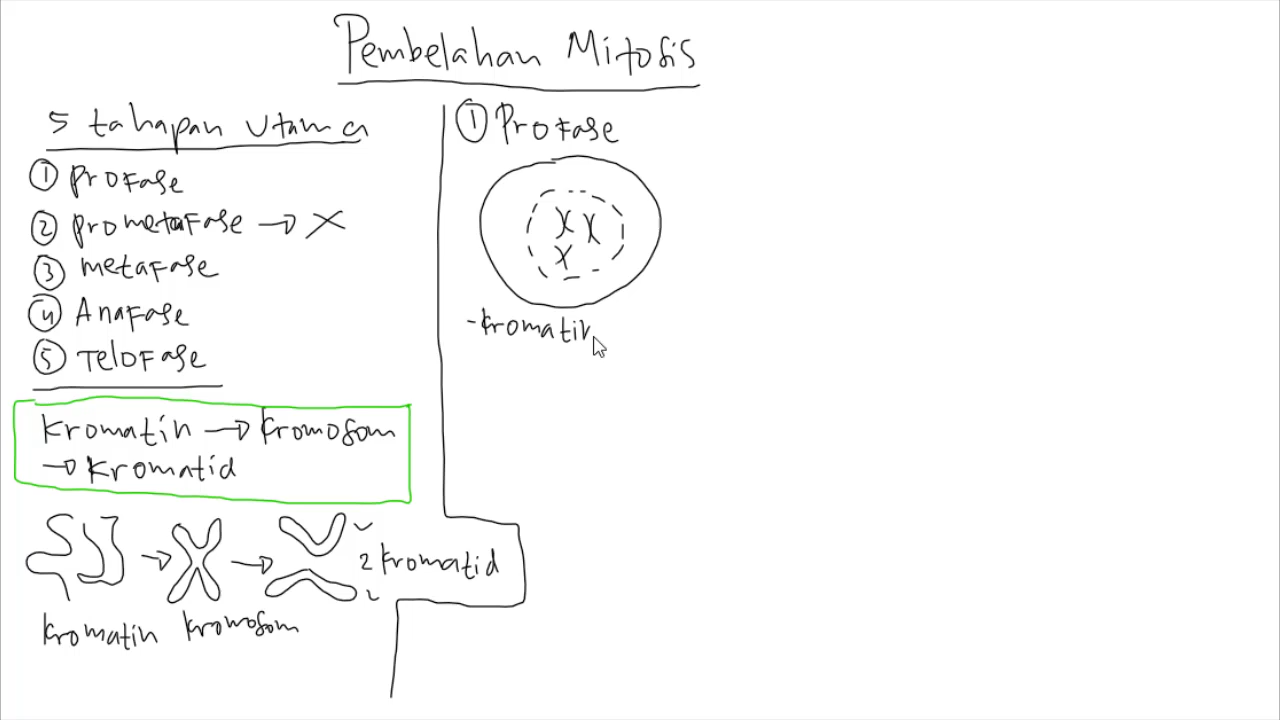 Pembelahan Mitosis
5 tahapan utama
① Profase
② Prometafase → X
③ Metafase
④ Anafase
⑤ Telofase
Kromatin → Kromosom
→ Kromatid
2 Kromatid
Kromatin Kromosom
① Profase
- Kromatin